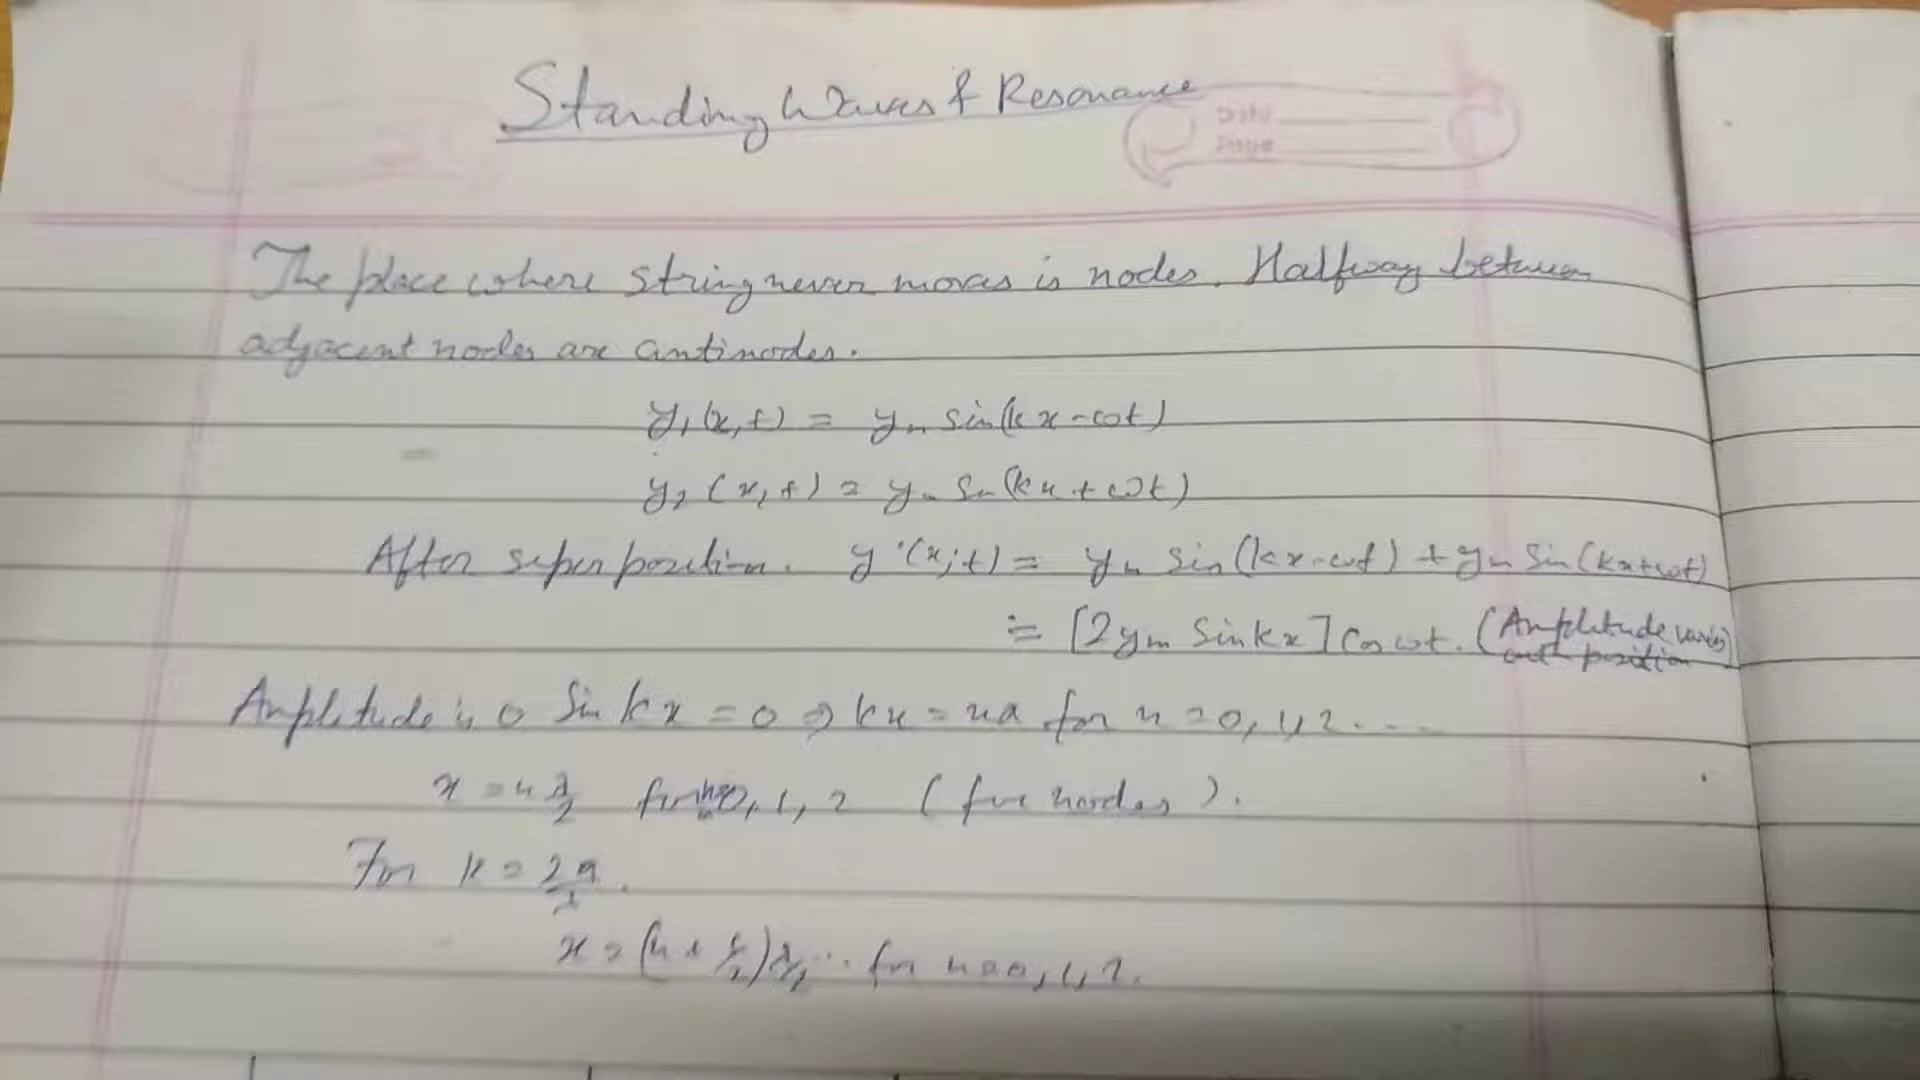 Standing Waves & Resonance
Date
Page
The place where string never moves is nodes. Halfway between
adjacent nodes are antinodes.
y₁(x,t) = yₘ sin(kx-ωt)
y₂(x,t) = yₘ sin(kx+ωt)
After superposition. y'(x,t) = yₘ sin(kx-ωt) + yₘ sin(kx+ωt)
= [2yₘ sinkx] cos ωt. (Amplitude varies
with position
Amplitude is 0 Sin kx = 0 ⇒ kx = nπ for n = 0, 1, 2 ....
x = n λ/2 for n=0, 1, 2 (for nodes).
For k = 2π/λ.
x = (n + 1/2) λ/2 ... for n = 0, 1, 2.